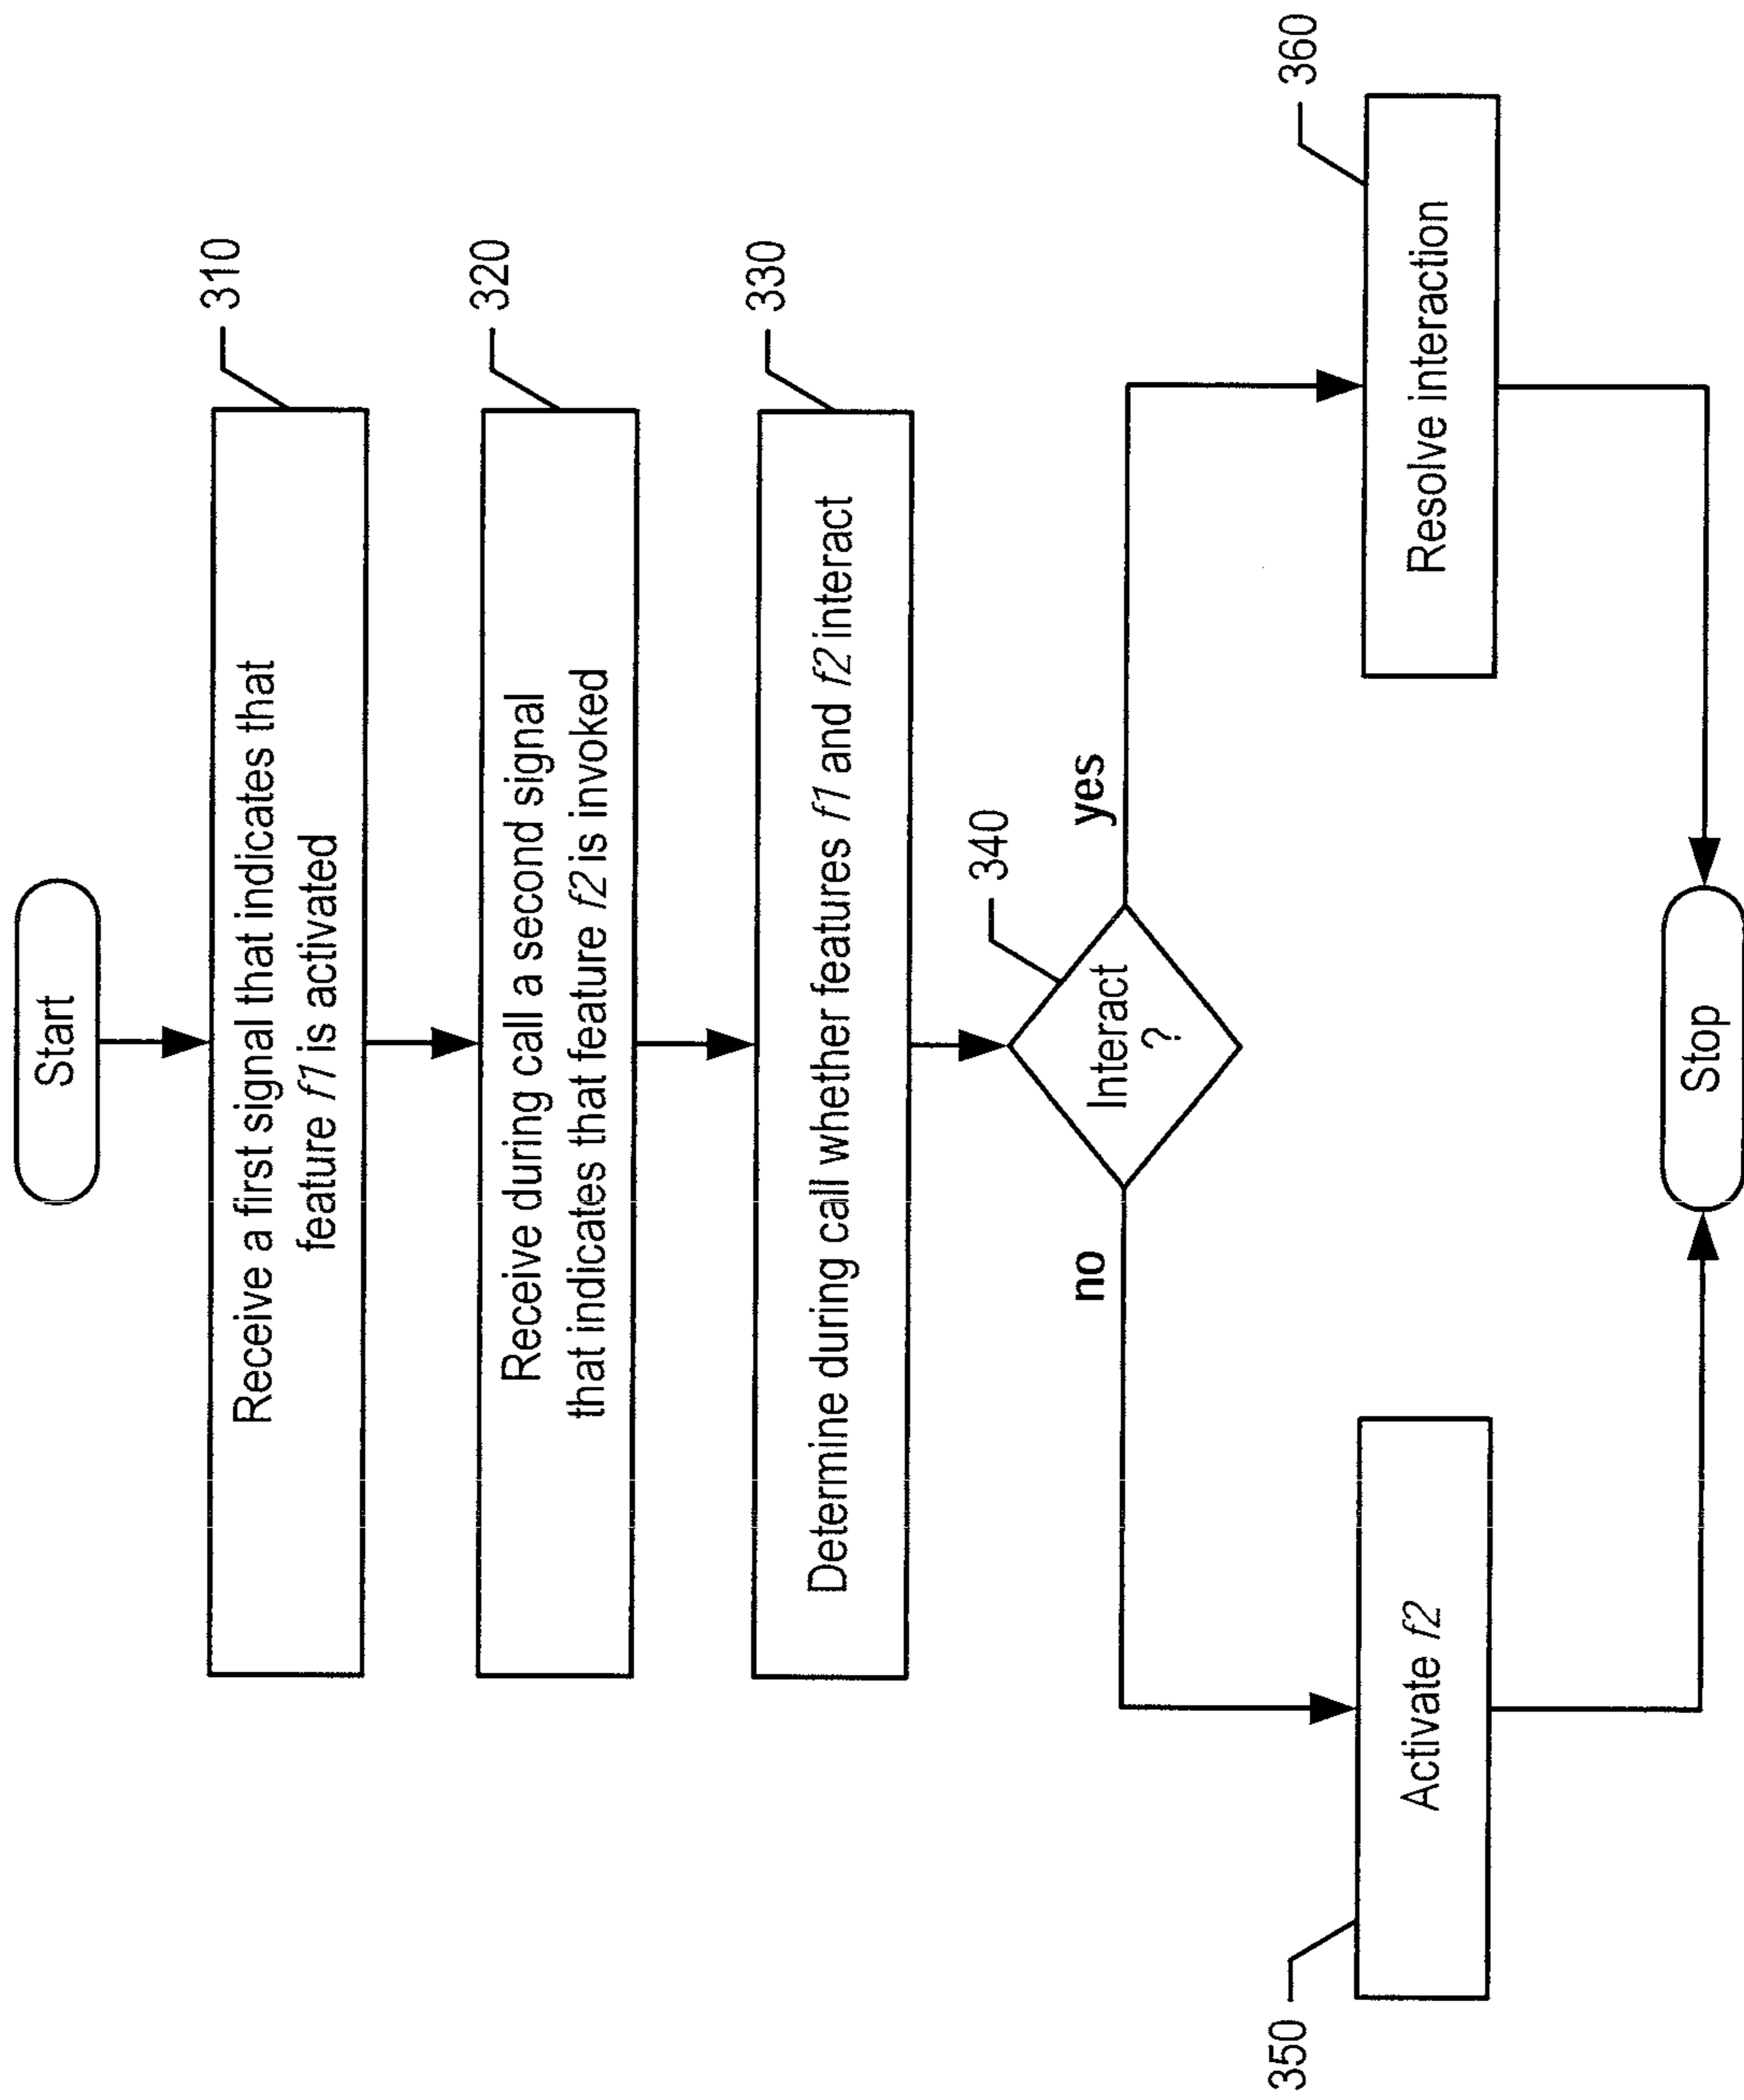 Start
310
Receive a first signal that indicates that
feature f1 is activated
320
Receive during call a second signal
that indicates that feature f2 is invoked
330
Determine during call whether features f1 and f2 interact
340
Interact
?
no
yes
350
Activate f2
360
Resolve interaction
Stop